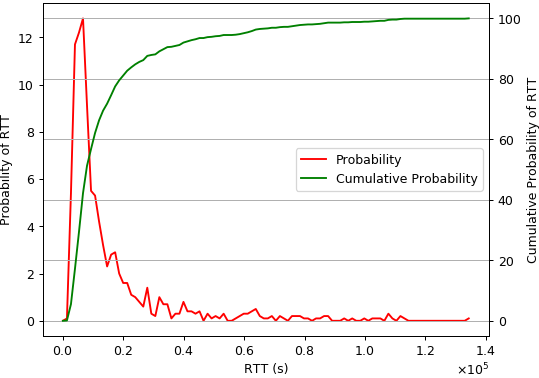 Probability of RTT
12
10
8
6
4
2
0
100
80
60
40
20
0
Cumulative Probability of RTT
Probability
Cumulative Probability
0.0 0.2 0.4 0.6 0.8 1.0 1.2 1.4
RTT (s)
×10⁵